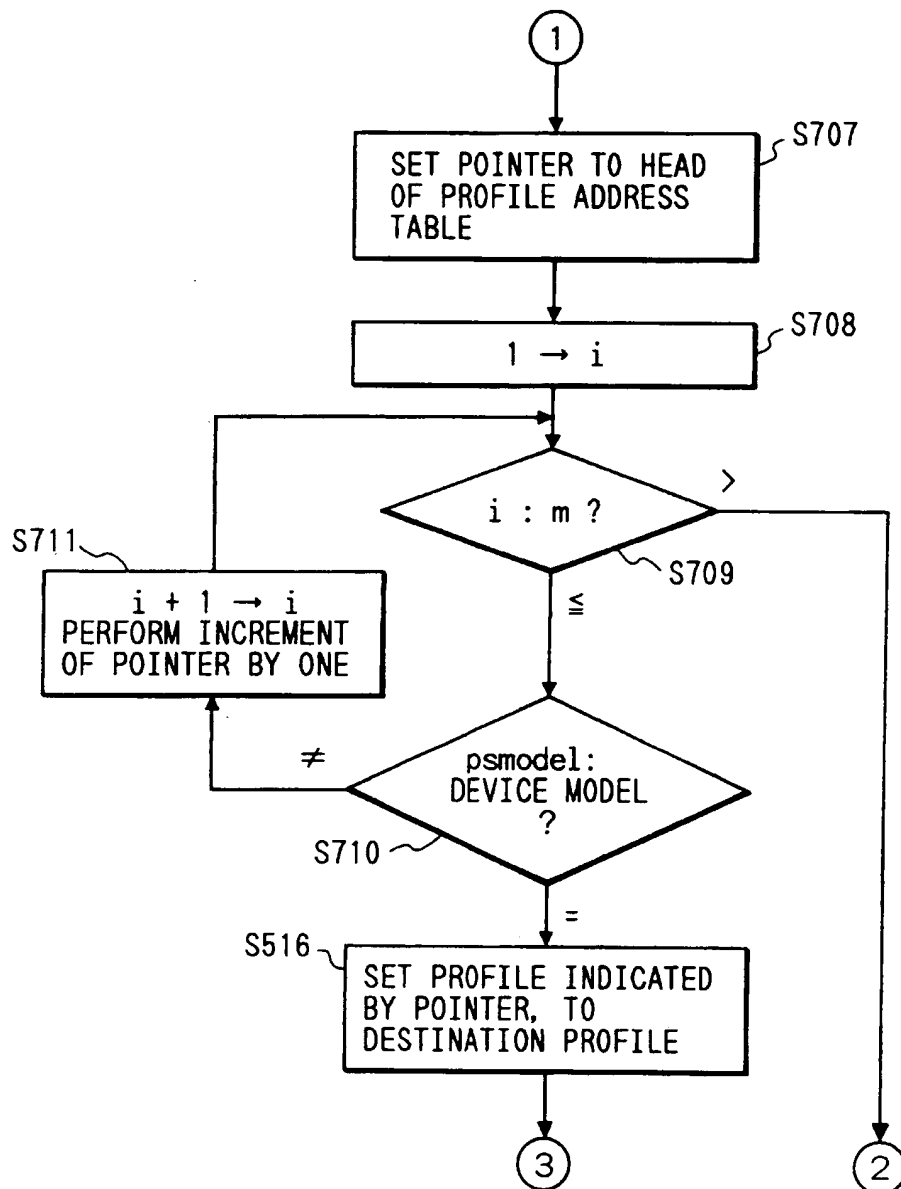 1
S707
SET POINTER TO HEAD
OF PROFILE ADDRESS
TABLE
S708
1 → i
>
i : m ?
S709
S711
i + 1 → i
PERFORM INCREMENT
OF POINTER BY ONE
≦
≠
psmodel:
DEVICE MODEL
?
S710
=
S516
SET PROFILE INDICATED
BY POINTER, TO
DESTINATION PROFILE
3
2